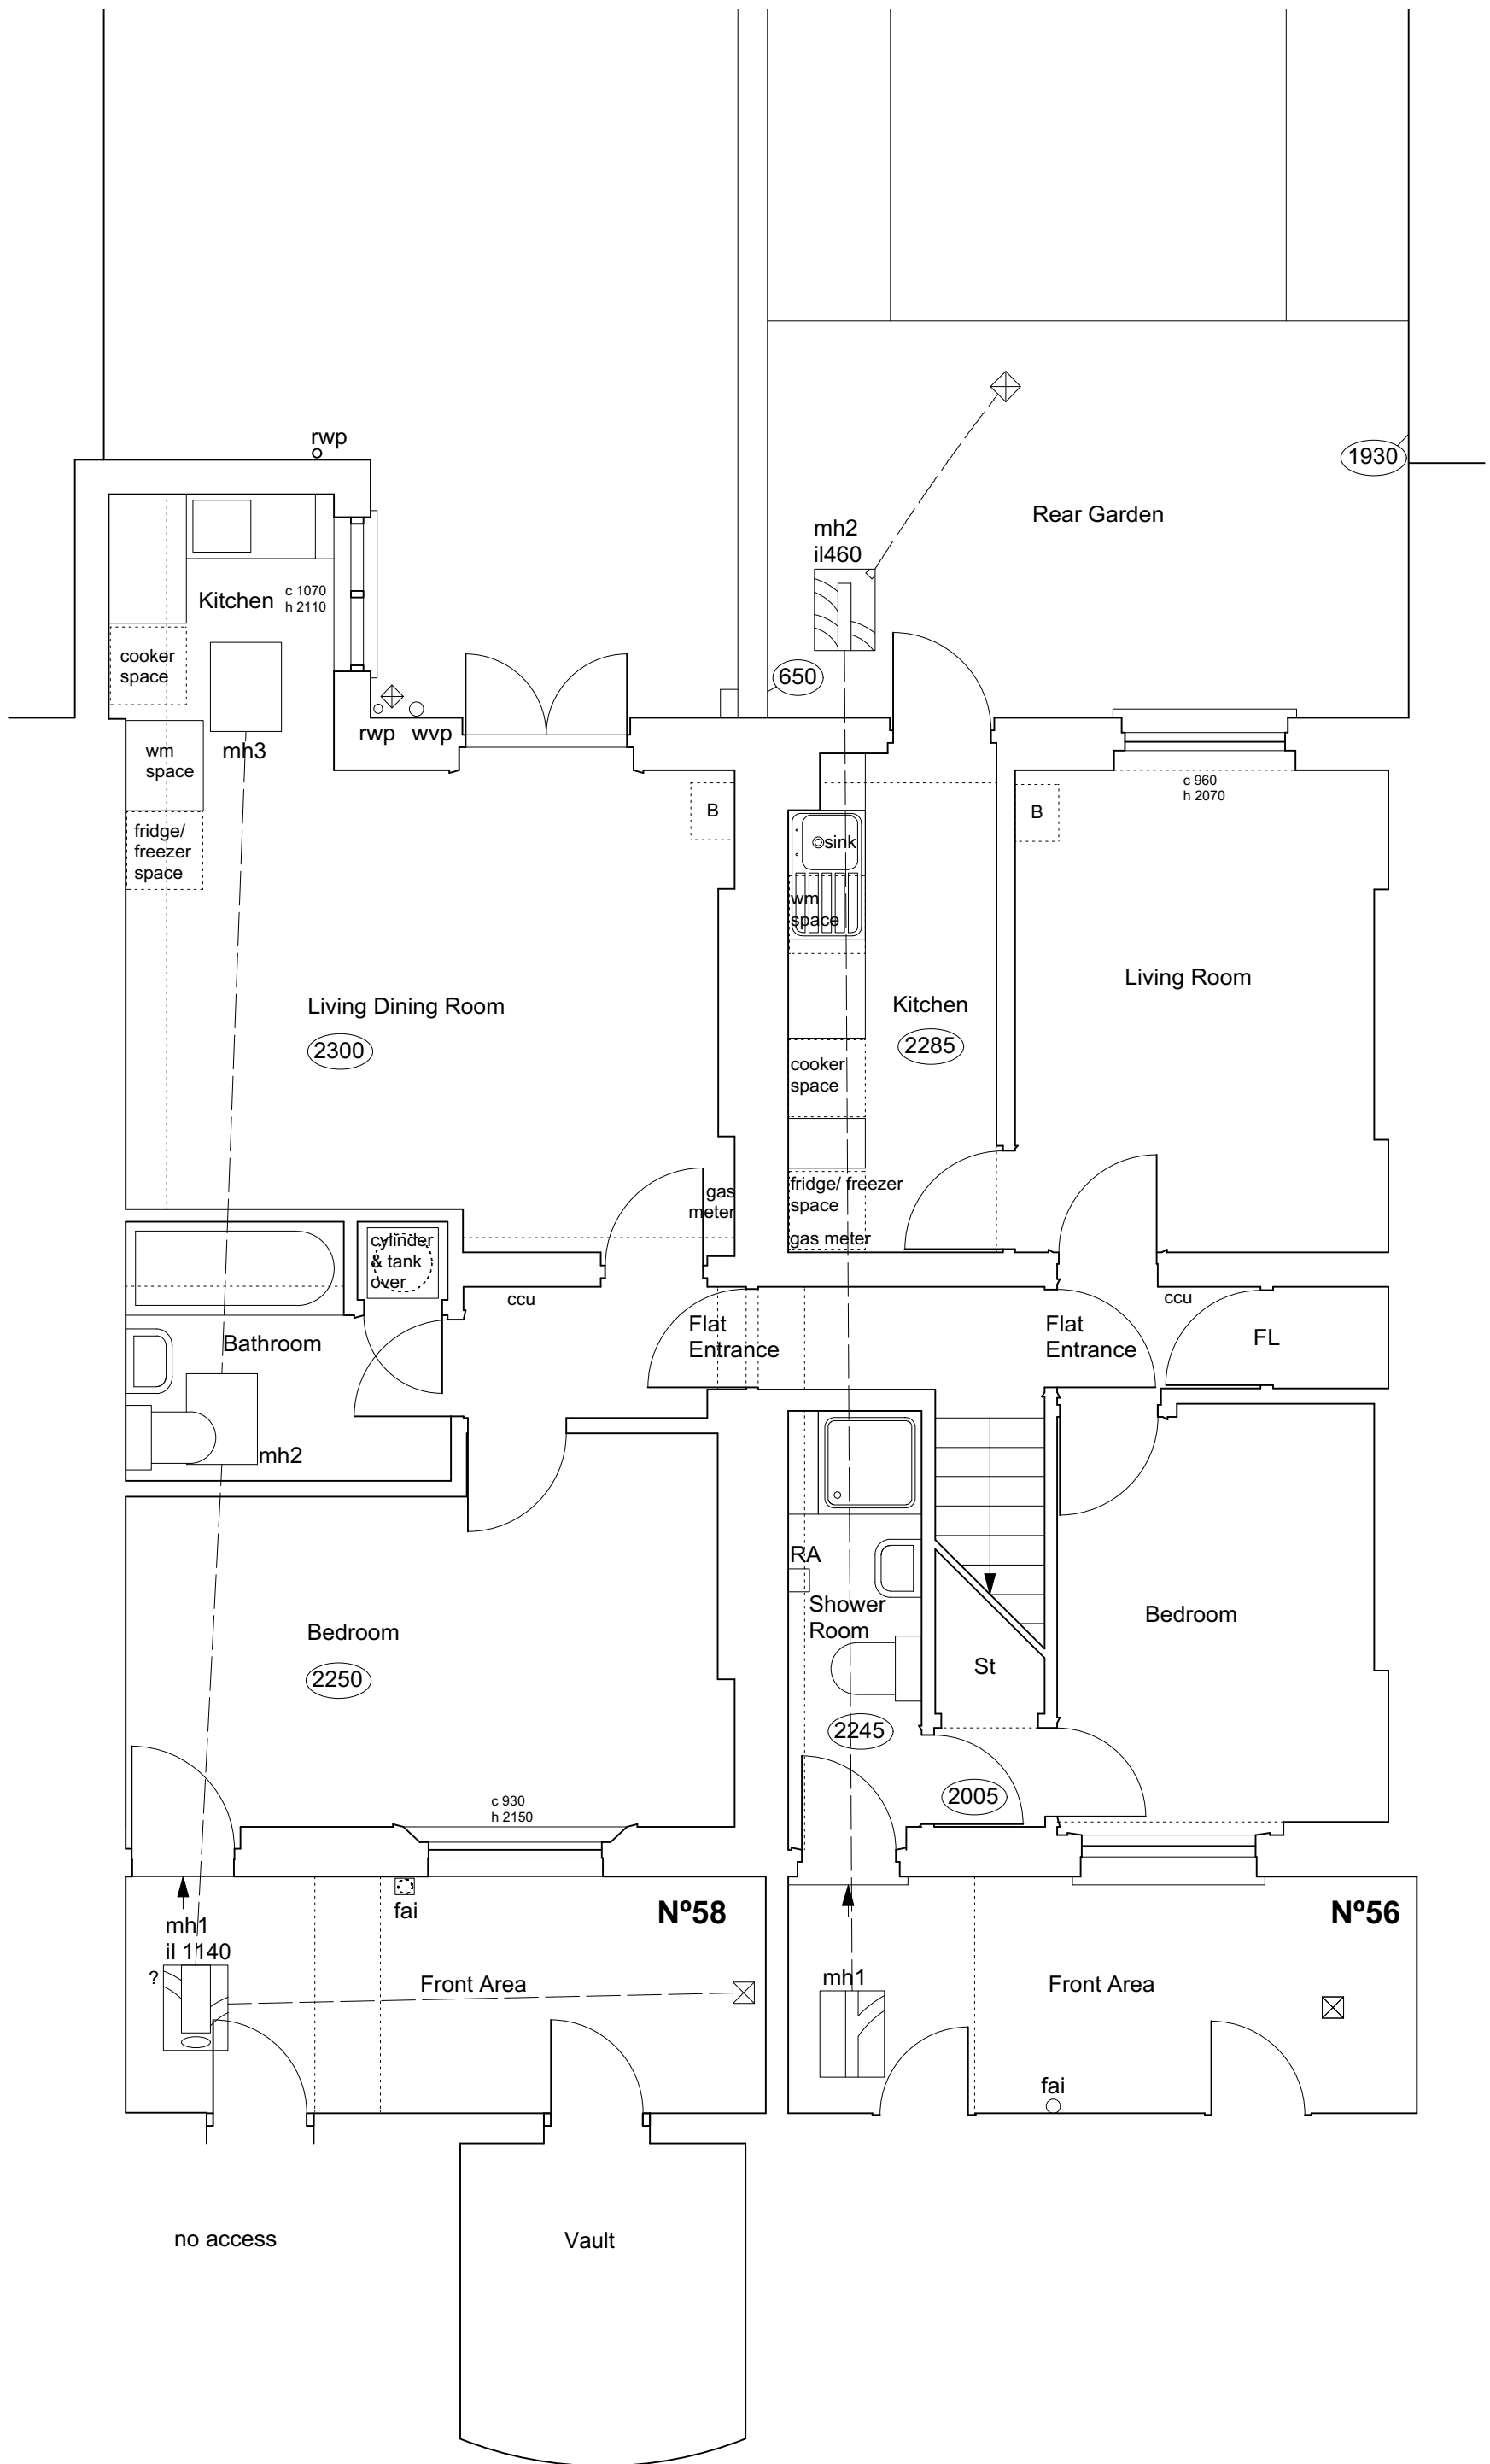 rwp
1930
Rear Garden
mh2
il460
Kitchen
c 1070
h 2110
cooker
space
650
rwp
wvp
mh3
wm
space
c 960
h 2070
B
B
fridge/
freezer
space
sink
wm
space
Living Room
Living Dining Room
2300
Kitchen
2285
cooker
space
gas
meter
fridge/ freezer
space
gas meter
cylinder
& tank
over
ccu
ccu
Bathroom
Flat
Entrance
Flat
Entrance
FL
mh2
RA
Shower
Room
Bedroom
Bedroom
2250
St
2245
2005
c 930
h 2150
fai
Nº58
Nº56
mh1
il 1140
?
Front Area
mh1
Front Area
fai
no access
Vault